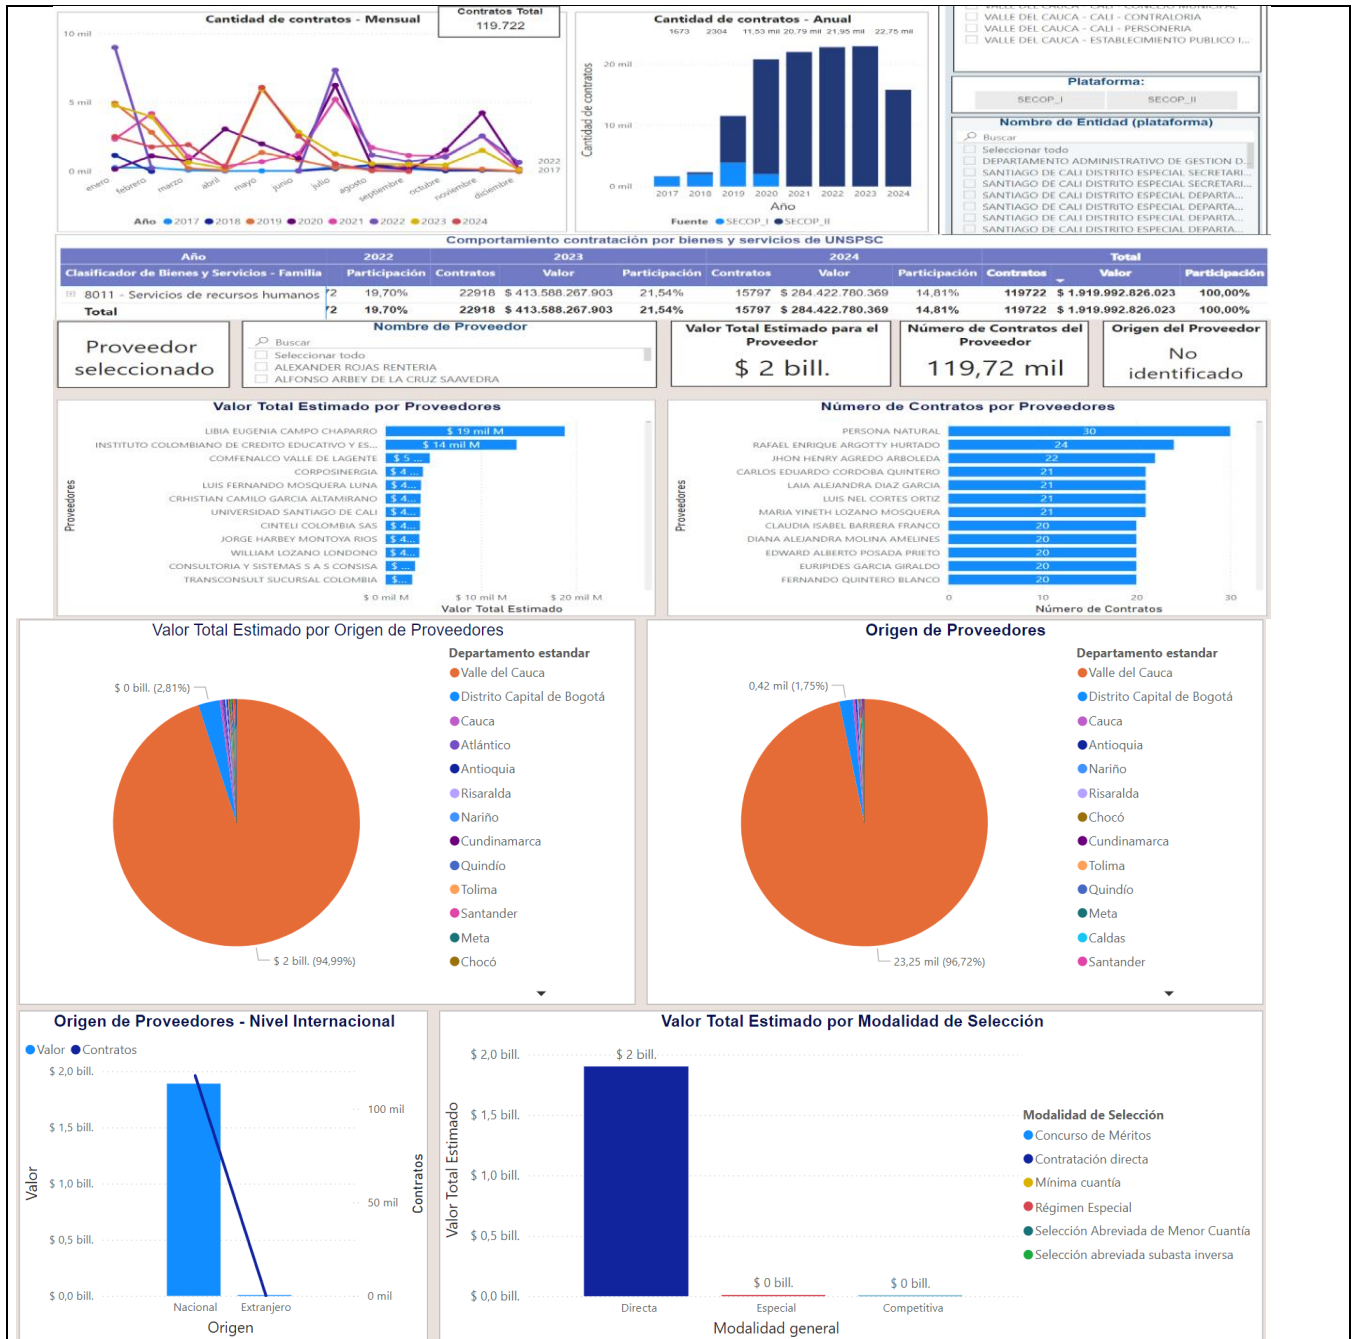 Cantidad de contratos - Mensual
Contratos Total
119.722
10 mil
5 mil
0 mil
enero
febrero
marzo
abril
mayo
junio
julio
agosto
septiembre
octubre
noviembre
diciembre
2022
2017
Año 2017 2018 2019 2020 2021 2022 2023 2024
Cantidad de contratos - Anual
1673 2304 11,53 mil 20,79 mil 21,95 mil 22,75 mil
Cantidad de contratos
20 mil
10 mil
0 mil
2017 2018 2019 2020 2021 2022 2023 2024
Año
Fuente SECOP_I SECOP_II
VALLE DEL CAUCA - CALI - CONCEJO MUNICIPAL
VALLE DEL CAUCA - CALI - CONTRALORIA
VALLE DEL CAUCA - CALI - PERSONERIA
VALLE DEL CAUCA - ESTABLECIMIENTO PUBLICO I...
Plataforma:
SECOP_I SECOP_II
Nombre de Entidad (plataforma)
Buscar
Seleccionar todo
DEPARTAMENTO ADMINISTRATIVO DE GESTION D...
SANTIAGO DE CALI DISTRITO ESPECIAL SECRETARI...
SANTIAGO DE CALI DISTRITO ESPECIAL SECRETARI...
SANTIAGO DE CALI DISTRITO ESPECIAL DEPARTA...
SANTIAGO DE CALI DISTRITO ESPECIAL DEPARTA...
SANTIAGO DE CALI DISTRITO ESPECIAL DEPARTA...
SANTIAGO DE CALI DISTRITO ESPECIAL DEPARTA...
Comportamiento contratación por bienes y servicios de UNSPSC
Año 2022 2023 2024 Total
Clasificador de Bienes y Servicios - Familia Participación Contratos Valor Participación Contratos Valor Participación Contratos Valor Participación
8011 - Servicios de recursos humanos 72 19,70% 22918 $ 413.588.267.903 21,54% 15797 $ 284.422.780.369 14,81% 119722 $ 1.919.992.826.023 100,00%
Total 72 19,70% 22918 $ 413.588.267.903 21,54% 15797 $ 284.422.780.369 14,81% 119722 $ 1.919.992.826.023 100,00%
Proveedor
seleccionado
Nombre de Proveedor
Buscar
Seleccionar todo
ALEXANDER ROJAS RENTERIA
ALFONSO ARBEY DE LA CRUZ SAAVEDRA
Valor Total Estimado para el
Proveedor
$ 2 bill.
Número de Contratos del
Proveedor
119,72 mil
Origen del Proveedor
No
identificado
Valor Total Estimado por Proveedores
Proveedores
LIBIA EUGENIA CAMPO CHAPARRO $ 19 mil M
INSTITUTO COLOMBIANO DE CREDITO EDUCATIVO Y ES... $ 14 mil M
COMFENALCO VALLE DE LAGENTE $ 5 ...
CORPOSINERGIA $ 4...
LUIS FERNANDO MOSQUERA LUNA $ 4...
CRHISTIAN CAMILO GARCIA ALTAMIRANO $ 4...
UNIVERSIDAD SANTIAGO DE CALI $ 4...
CINTELI COLOMBIA SAS $ 4...
JORGE HARBEY MONTOYA RIOS $ 4...
WILLIAM LOZANO LONDONO $ 4...
CONSULTORIA Y SISTEMAS S A S CONSISA $ ...
TRANSCONSULT SUCURSAL COLOMBIA $...
$ 0 mil M $ 10 mil M $ 20 mil M
Valor Total Estimado
Número de Contratos por Proveedores
Proveedores
PERSONA NATURAL 30
RAFAEL ENRIQUE ARGOTTY HURTADO 24
JHON HENRY AGREDO ARBOLEDA 22
CARLOS EDUARDO CORDOBA QUINTERO 21
LAIA ALEJANDRA DIAZ GARCIA 21
LUIS NEL CORTES ORTIZ 21
MARIA YINETH LOZANO MOSQUERA 21
CLAUDIA ISABEL BARRERA FRANCO 20
DIANA ALEJANDRA MOLINA AMELINES 20
EDWARD ALBERTO POSADA PRIETO 20
EURIPIDES GARCIA GIRALDO 20
FERNANDO QUINTERO BLANCO 20
0 10 20 30
Número de Contratos
Valor Total Estimado por Origen de Proveedores
$ 0 bill. (2,81%)
$ 2 bill. (94,99%)
Departamento estandar
Valle del Cauca
Distrito Capital de Bogotá
Cauca
Atlántico
Antioquia
Risaralda
Nariño
Cundinamarca
Quindío
Tolima
Santander
Meta
Chocó
Origen de Proveedores
0,42 mil (1,75%)
23,25 mil (96,72%)
Departamento estandar
Valle del Cauca
Distrito Capital de Bogotá
Cauca
Antioquia
Nariño
Risaralda
Chocó
Cundinamarca
Tolima
Quindío
Meta
Caldas
Santander
Origen de Proveedores - Nivel Internacional
Valor Contratos
$ 2,0 bill.
$ 1,5 bill.
$ 1,0 bill.
$ 0,5 bill.
$ 0,0 bill.
Valor
100 mil
50 mil
0 mil
Contratos
Nacional Extranjero
Origen
Valor Total Estimado por Modalidad de Selección
Valor Total Estimado
$ 2,0 bill.
$ 1,5 bill.
$ 1,0 bill.
$ 0,5 bill.
$ 0,0 bill.
$ 2 bill.
$ 0 bill.
$ 0 bill.
Directa Especial Competitiva
Modalidad general
Modalidad de Selección
Concurso de Méritos
Contratación directa
Mínima cuantía
Régimen Especial
Selección Abreviada de Menor Cuantía
Selección abreviada subasta inversa